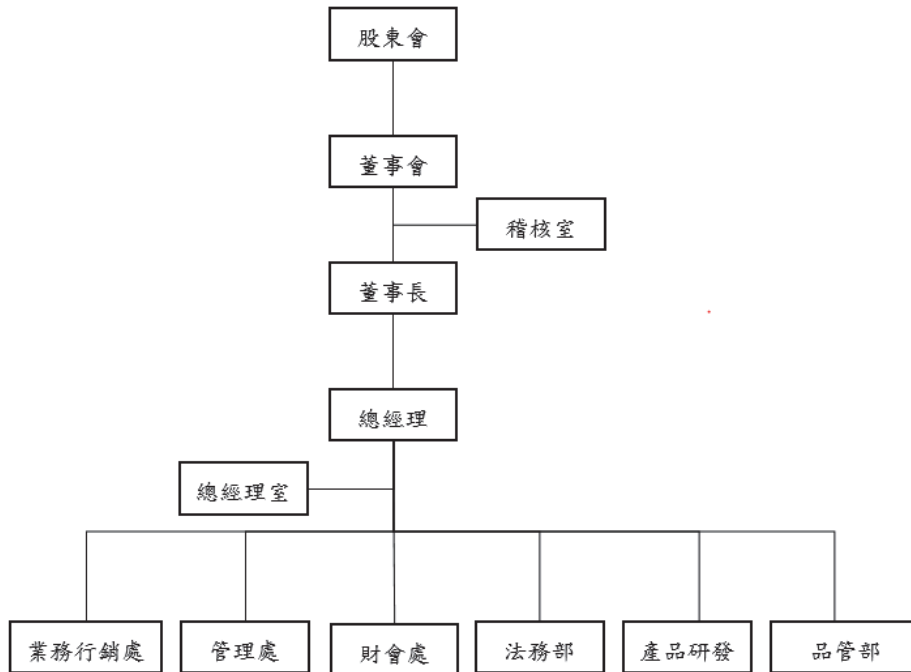 股東會
董事會
稽核室
董事長
總經理
總經理室
業務行銷處
管理處
財會處
法務部
產品研發
品管部